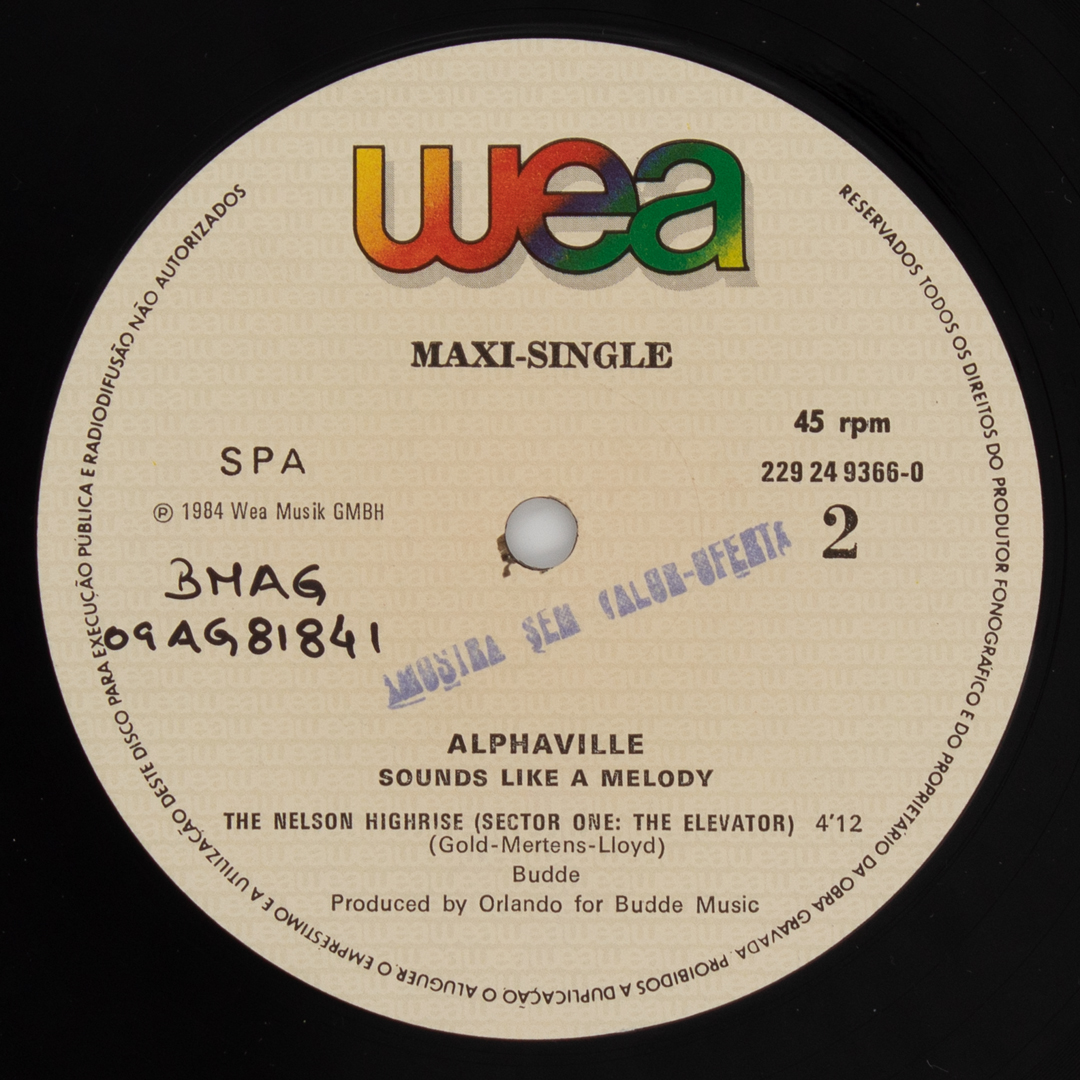 wea
MAXI-SINGLE
45 rpm
229 24 9366-0
2
SPA
℗ 1984 Wea Musik GMBH
BMAG
09AG81841
AMOSTRA SEM VALOR-OFERTA
ALPHAVILLE
SOUNDS LIKE A MELODY
THE NELSON HIGHRISE (SECTOR ONE: THE ELEVATOR) 4'12
(Gold-Mertens-Lloyd)
Budde
Produced by Orlando for Budde Music
RESERVADOS TODOS OS DIREITOS DO PRODUTOR FONOGRÁFICO E DO PROPRIETÁRIO DA OBRA GRAVADA. PROIBIDOS A DUPLICAÇÃO, O ALUGUER, O EMPRÉSTIMO E A UTILIZAÇÃO DESTE DISCO PARA EXECUÇÃO PÚBLICA E RADIODIFUSÃO NÃO AUTORIZADOS